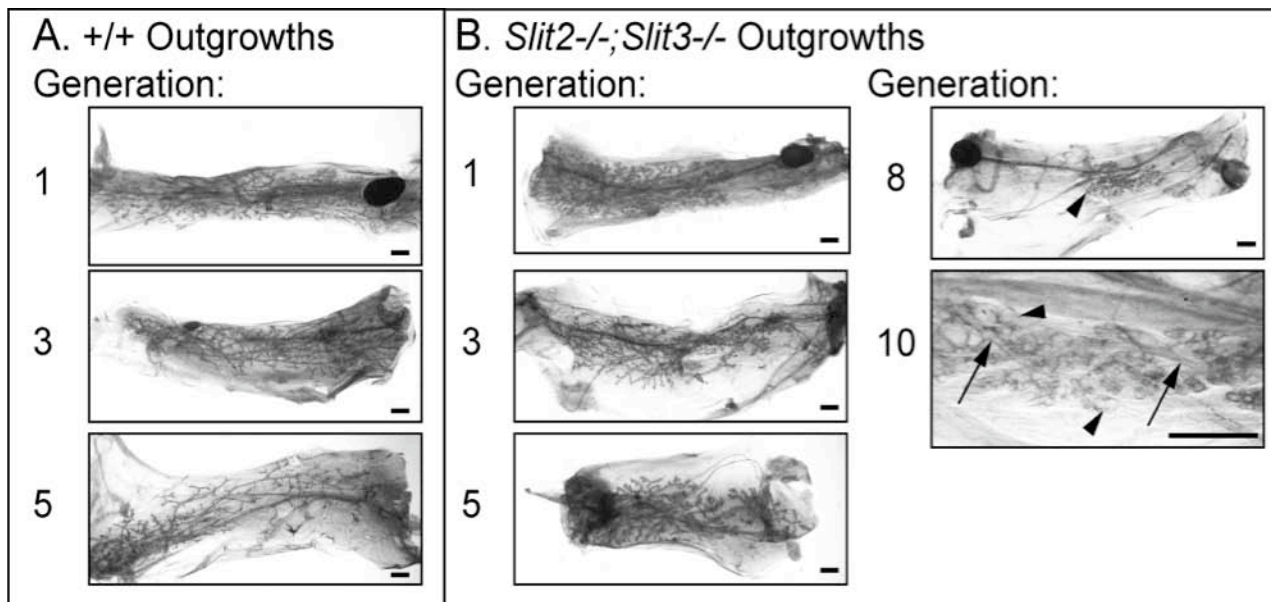 A. +/+ Outgrowths
Generation:
1
3
5
B. Slit2-/-;Slit3-/- Outgrowths
Generation:
1
3
5
Generation:
8
10